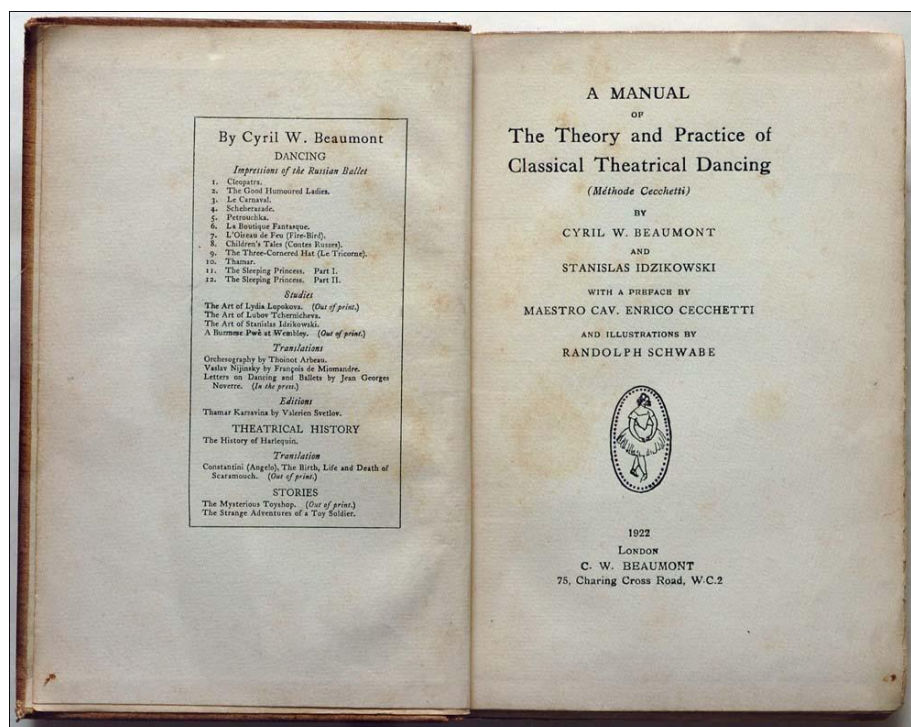 By Cyril W. Beaumont
DANCING
Impressions of the Russian Ballet
1. Cleopatra.
2. The Good Humoured Ladies.
3. Le Carnaval.
4. Scheherazade.
5. Petrouchka.
6. La Boutique Fantasque.
7. L'Oiseau de Feu (Fire-Bird).
8. Children's Tales (Contes Russes).
9. The Three-Cornered Hat (Le Tricorne).
10. Thamar.
11. The Sleeping Princess. Part I.
12. The Sleeping Princess. Part II.
Studies
The Art of Lydia Lopokova. (Out of print.)
The Art of Lubov Tchernicheva.
The Art of Stanislas Idzikowski.
A Burmese Pwè at Wembley. (Out of print.)
Translations
Orchesography by Thoinot Arbeau.
Vaslav Nijinsky by François de Miomandre.
Letters on Dancing and Ballets by Jean Georges
Noverre. (In the press.)
Editions
Thamar Karsavina by Valerien Svetlov.
THEATRICAL HISTORY
The History of Harlequin.
Translation
Constantini (Angelo), The Birth, Life and Death of
Scaramouch. (Out of print.)
STORIES
The Mysterious Toyshop. (Out of print.)
The Strange Adventures of a Toy Soldier.
A MANUAL
OF
The Theory and Practice of
Classical Theatrical Dancing
(Méthode Cecchetti)
BY
CYRIL W. BEAUMONT
AND
STANISLAS IDZIKOWSKI
WITH A PREFACE BY
MAESTRO CAV. ENRICO CECCHETTI
AND ILLUSTRATIONS BY
RANDOLPH SCHWABE
1922
LONDON
C. W. BEAUMONT
75, Charing Cross Road, W.C.2